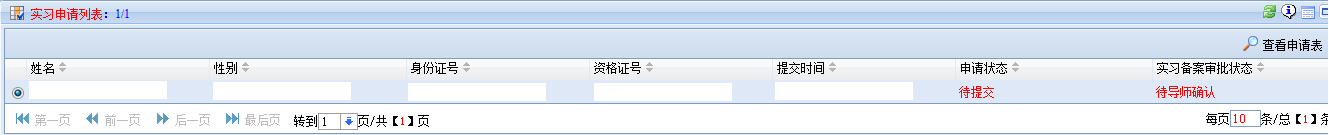 实习申请列表：1/1
查看申请表
姓名 性别 身份证号 资格证号 提交时间 申请状态 实习备案审批状态
待提交 待导师确认
第一页 前一页 后一页 最后页 转到 1 页/共【1】页 每页 10 条/总【1】条